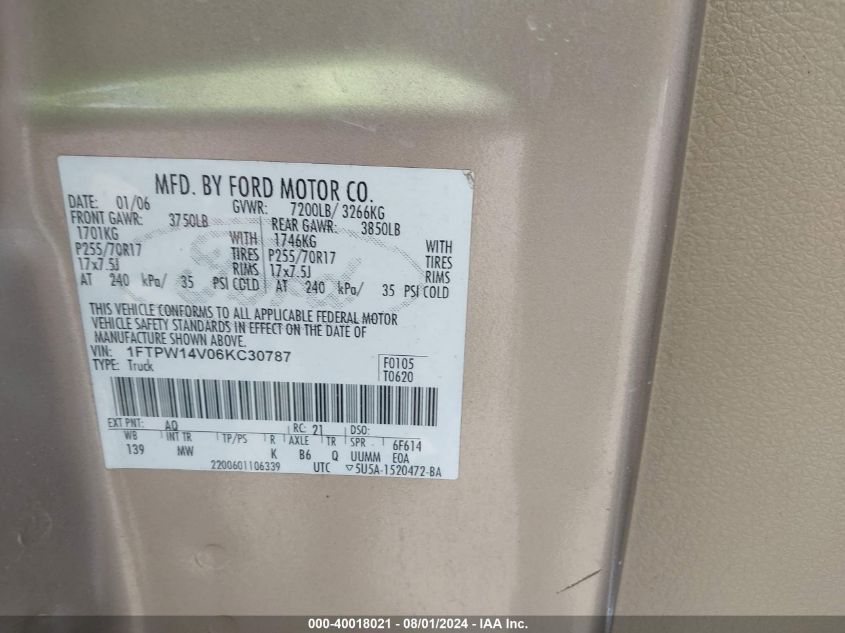 MFD. BY FORD MOTOR CO.
DATE: 01/06 GVWR: 7200LB/ 3266KG
FRONT GAWR: 3750LB REAR GAWR: 3850LB
1701KG WITH 1746KG WITH
P255/70R17 TIRES P255/70R17 TIRES
17x7.5J RIMS 17x7.5J RIMS
AT 240 kPa/ 35 PSI COLD AT 240 kPa/ 35 PSI COLD
THIS VEHICLE CONFORMS TO ALL APPLICABLE FEDERAL MOTOR
VEHICLE SAFETY STANDARDS IN EFFECT ON THE DATE OF
MANUFACTURE SHOWN ABOVE.
VIN: 1FTPW14V06KC30787 F0105
TYPE: Truck T0620
EXT PNT: AQ RC: 21 DSO:
WB INT TR TP/PS R AXLE TR SPR 6F614
139 MW K B6 Q UUMM E0A
2200601106339 UTC ▽5U5A-1520472-BA
000-40018021 - 08/01/2024 - IAA Inc.